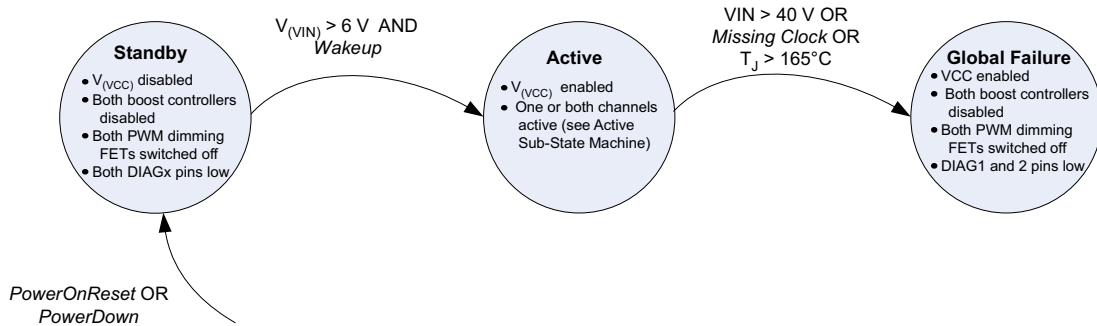 V(VIN) > 6 V AND
Wakeup
VIN > 40 V OR
Missing Clock OR
TJ > 165°C
Standby
• V(VCC) disabled
• Both boost controllers
disabled
• Both PWM dimming
FETs switched off
• Both DIAGx pins low
Active
• V(VCC) enabled
• One or both channels
active (see Active
Sub-State Machine)
Global Failure
• VCC enabled
• Both boost controllers
disabled
• Both PWM dimming
FETs switched off
• DIAG1 and 2 pins low
PowerOnReset OR
PowerDown